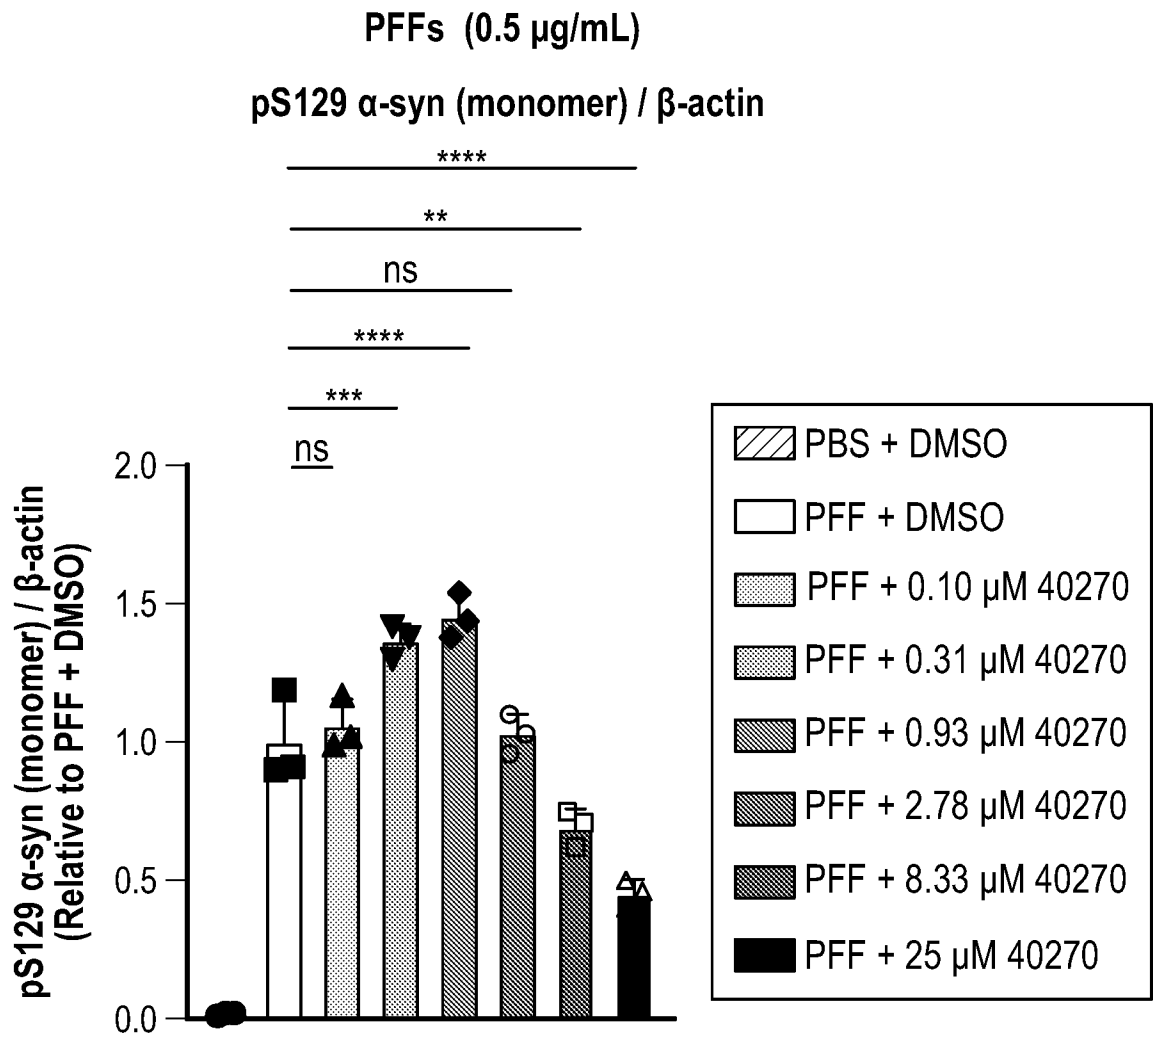 PFFs (0.5 µg/mL)
pS129 α-syn (monomer) / β-actin
****
**
ns
****
***
ns
2.0
1.5
1.0
0.5
0.0
pS129 α-syn (monomer) / β-actin
(Relative to PFF + DMSO)
PBS + DMSO
PFF + DMSO
PFF + 0.10 µM 40270
PFF + 0.31 µM 40270
PFF + 0.93 µM 40270
PFF + 2.78 µM 40270
PFF + 8.33 µM 40270
PFF + 25 µM 40270